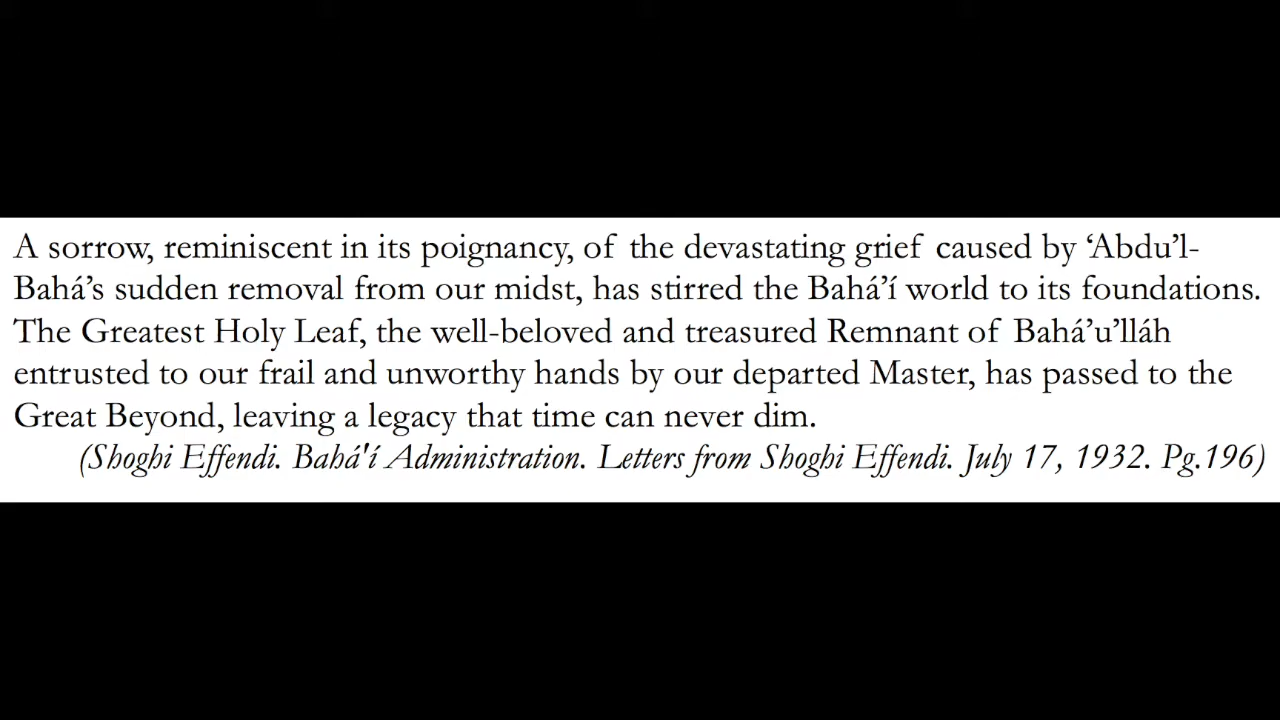 A sorrow, reminiscent in its poignancy, of the devastating grief caused by ‘Abdu’l-
Bahá’s sudden removal from our midst, has stirred the Bahá’í world to its foundations.
The Greatest Holy Leaf, the well-beloved and treasured Remnant of Bahá’u’lláh
entrusted to our frail and unworthy hands by our departed Master, has passed to the
Great Beyond, leaving a legacy that time can never dim.
(Shoghi Effendi. Bahá'í Administration. Letters from Shoghi Effendi. July 17, 1932. Pg.196)